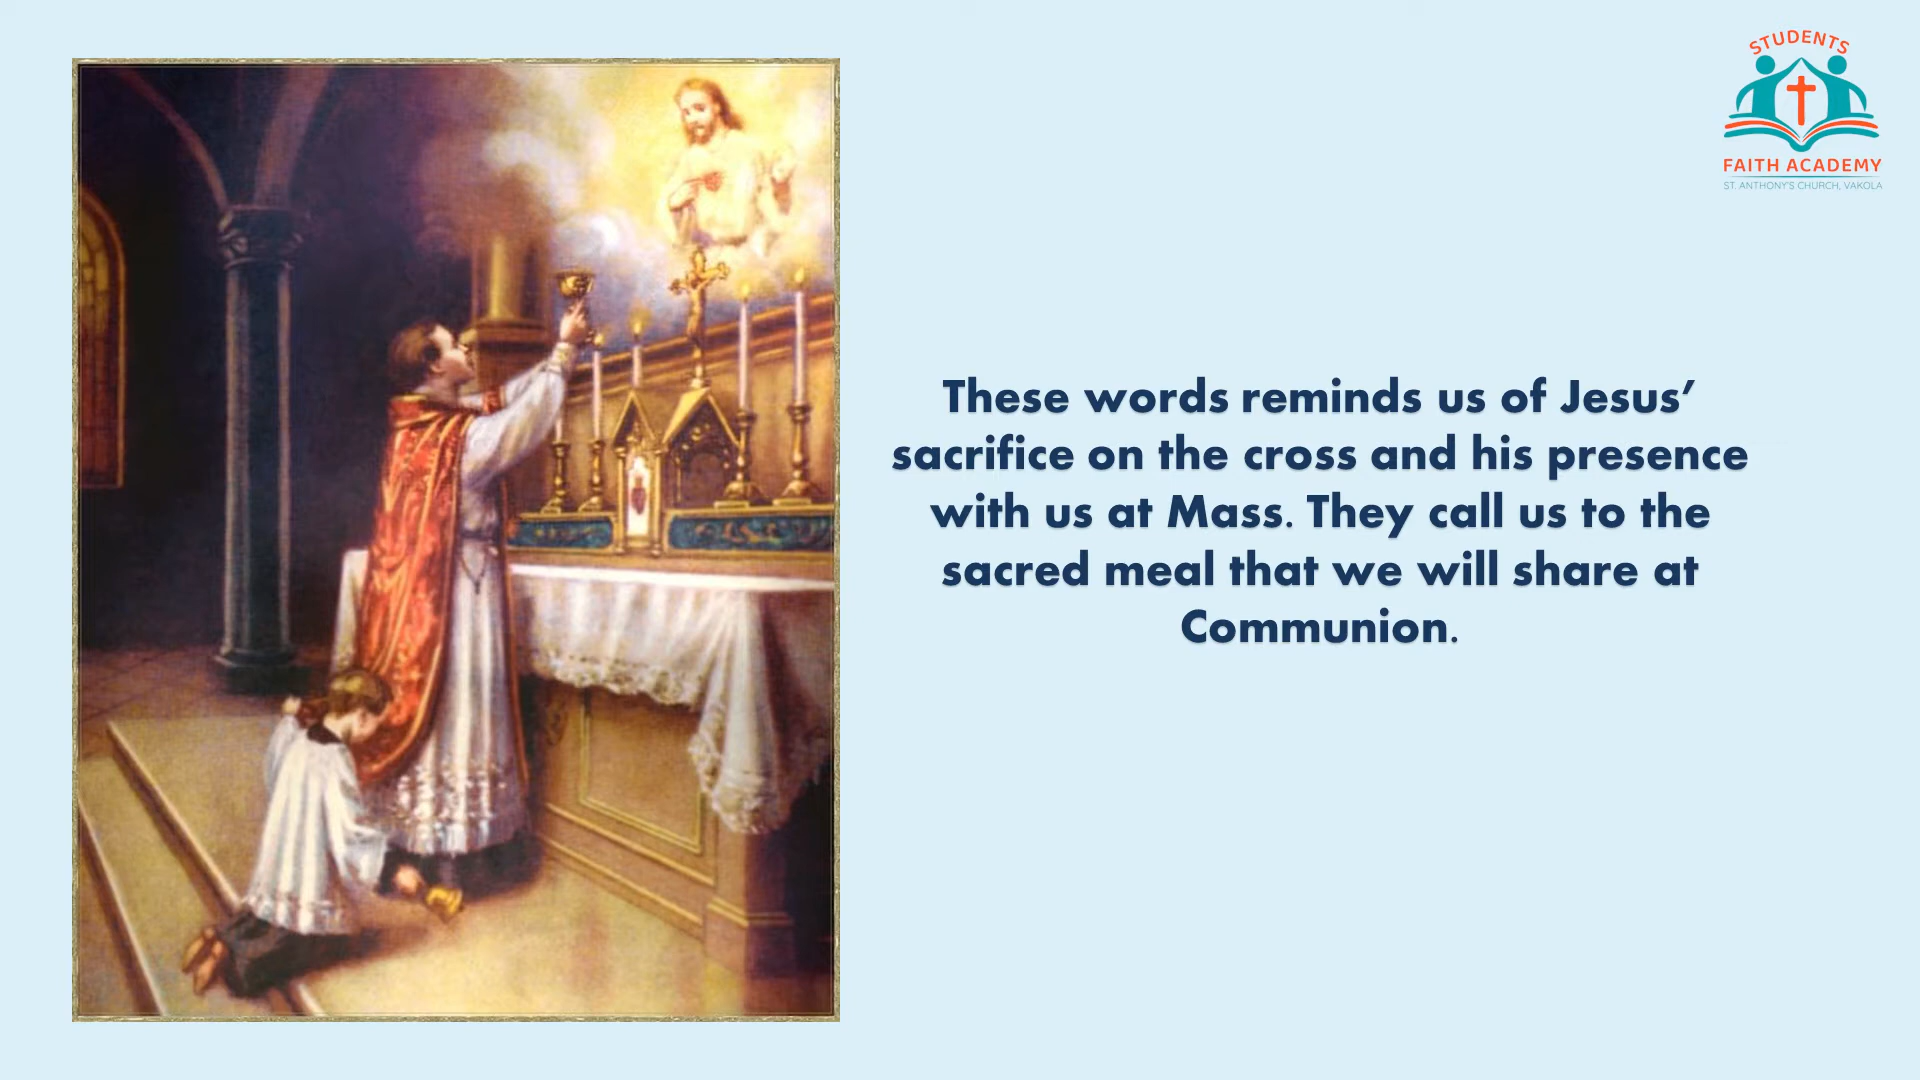 STUDENTS
FAITH ACADEMY
ST. ANTHONY'S CHURCH, VAKOLA
These words reminds us of Jesus’
sacrifice on the cross and his presence
with us at Mass. They call us to the
sacred meal that we will share at
Communion.